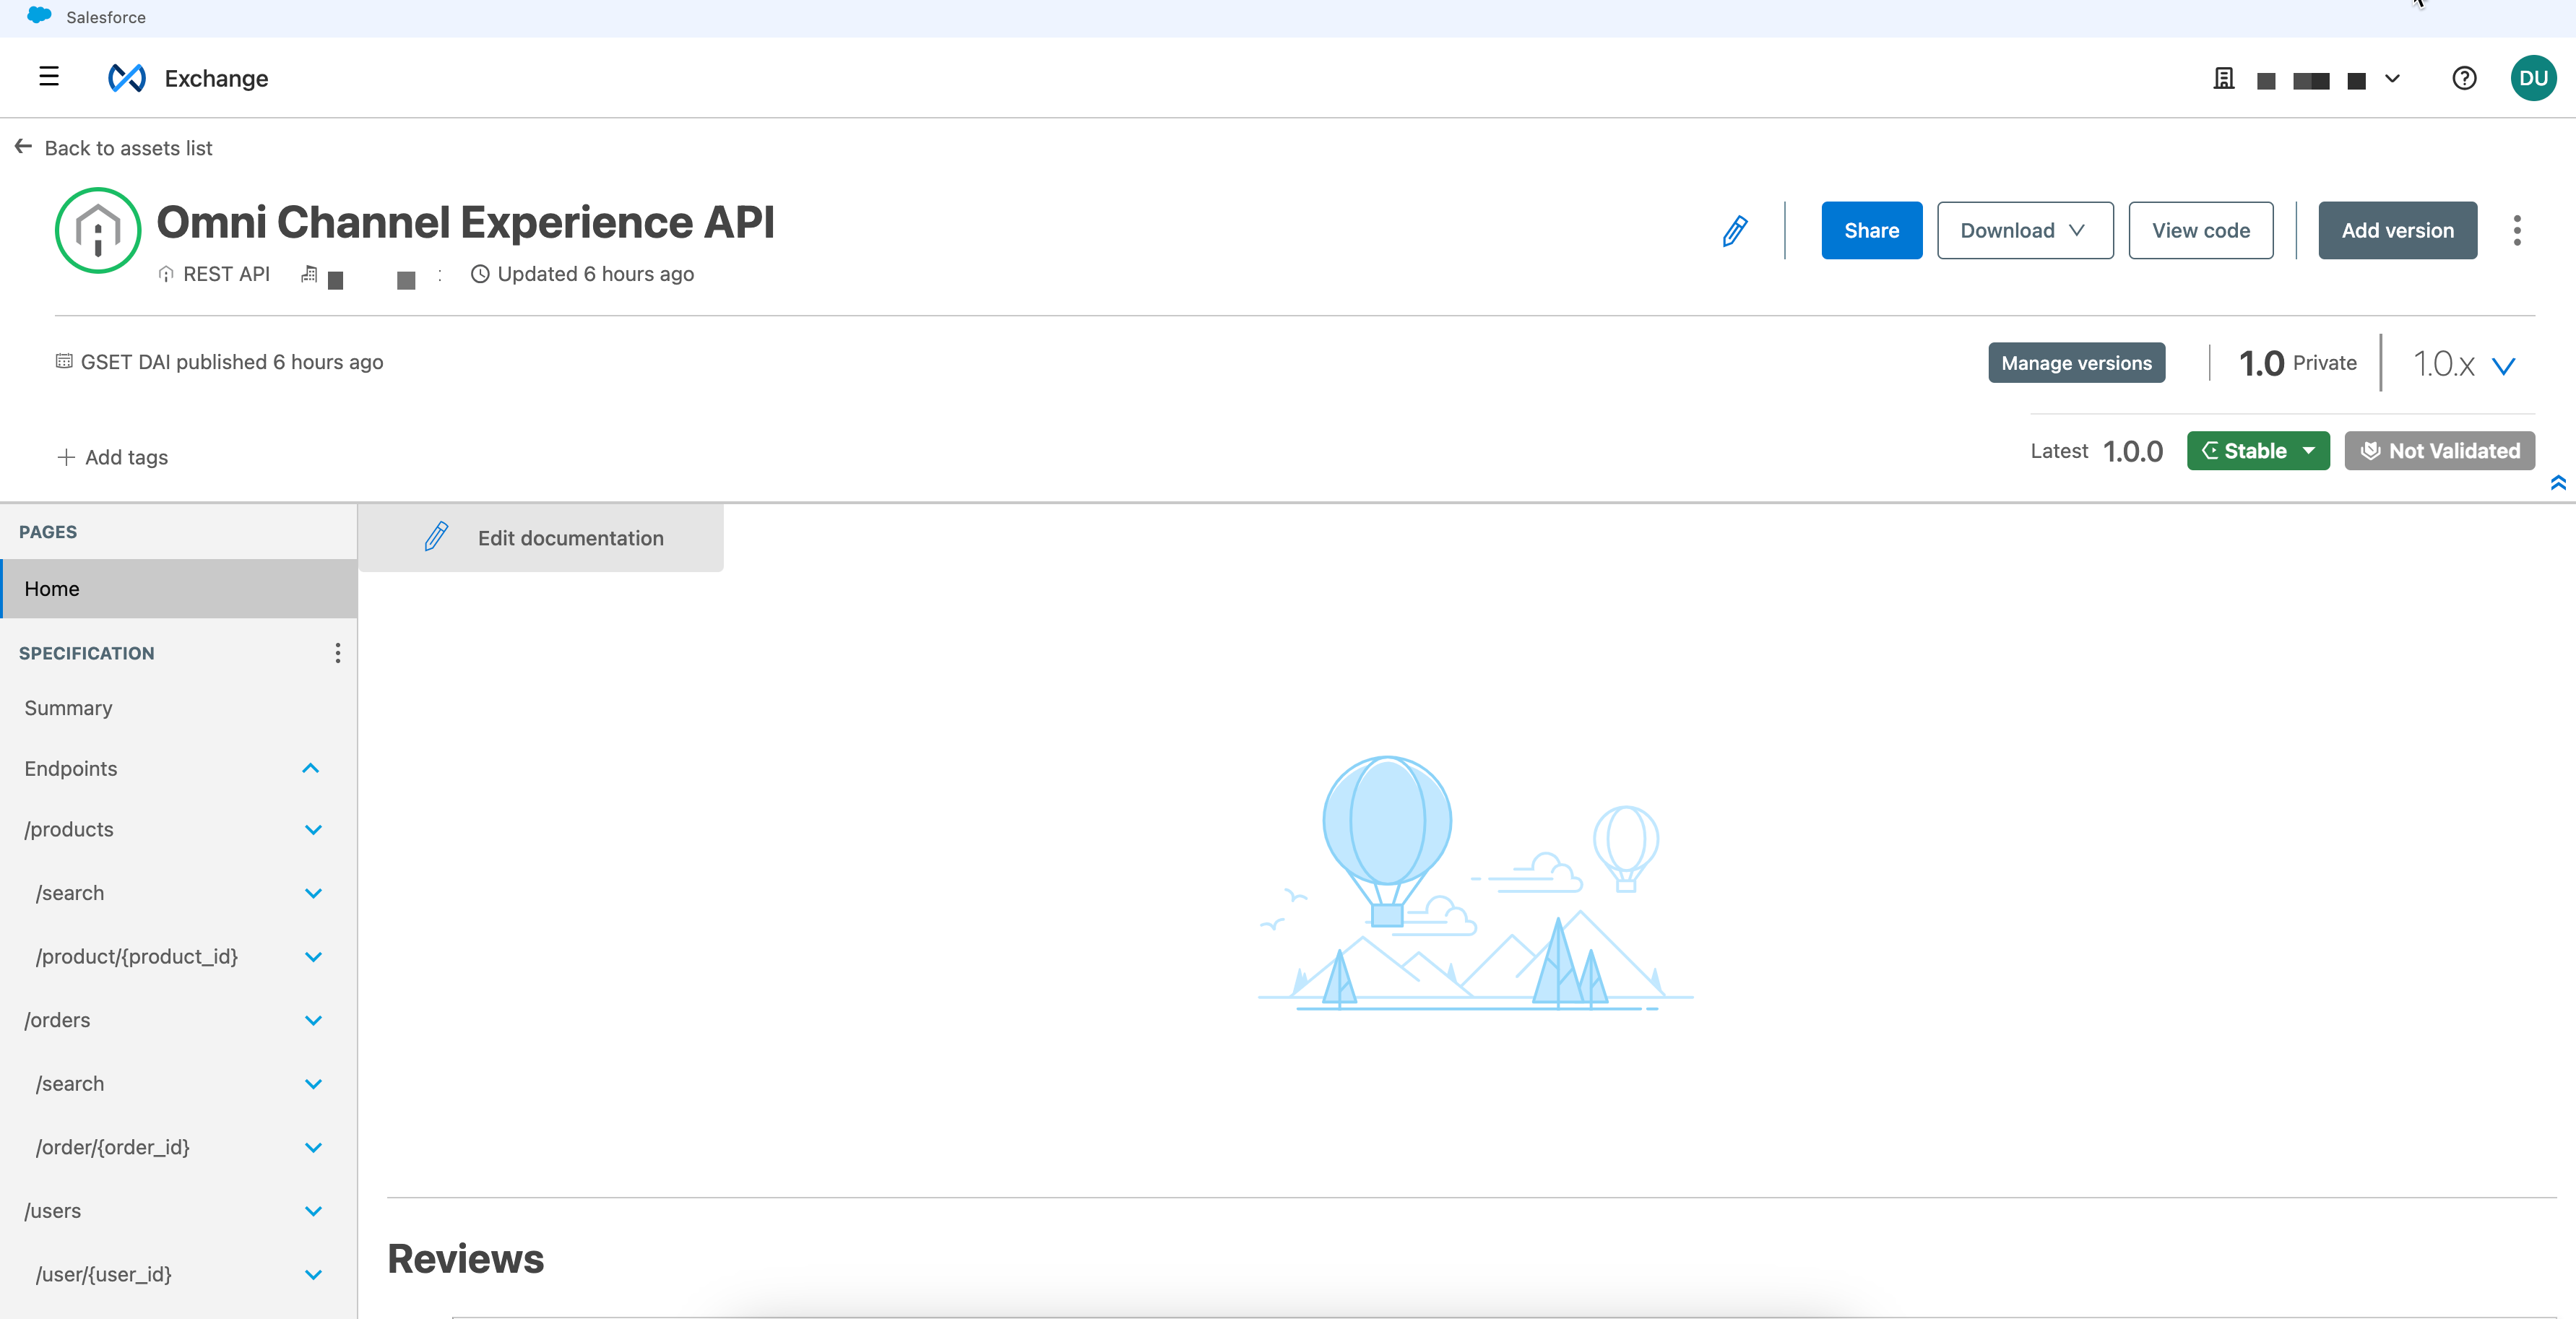 Salesforce
Exchange
DU
Back to assets list
Omni Channel Experience API
Share
Download
View code
Add version
REST API
:
Updated 6 hours ago
GSET DAI published 6 hours ago
Manage versions
1.0 Private
1.0.x
Add tags
Latest 1.0.0
Stable
Not Validated
PAGES
Edit documentation
Home
SPECIFICATION
Summary
Endpoints
/products
/search
/product/{product_id}
/orders
/search
/order/{order_id}
/users
/user/{user_id}
Reviews